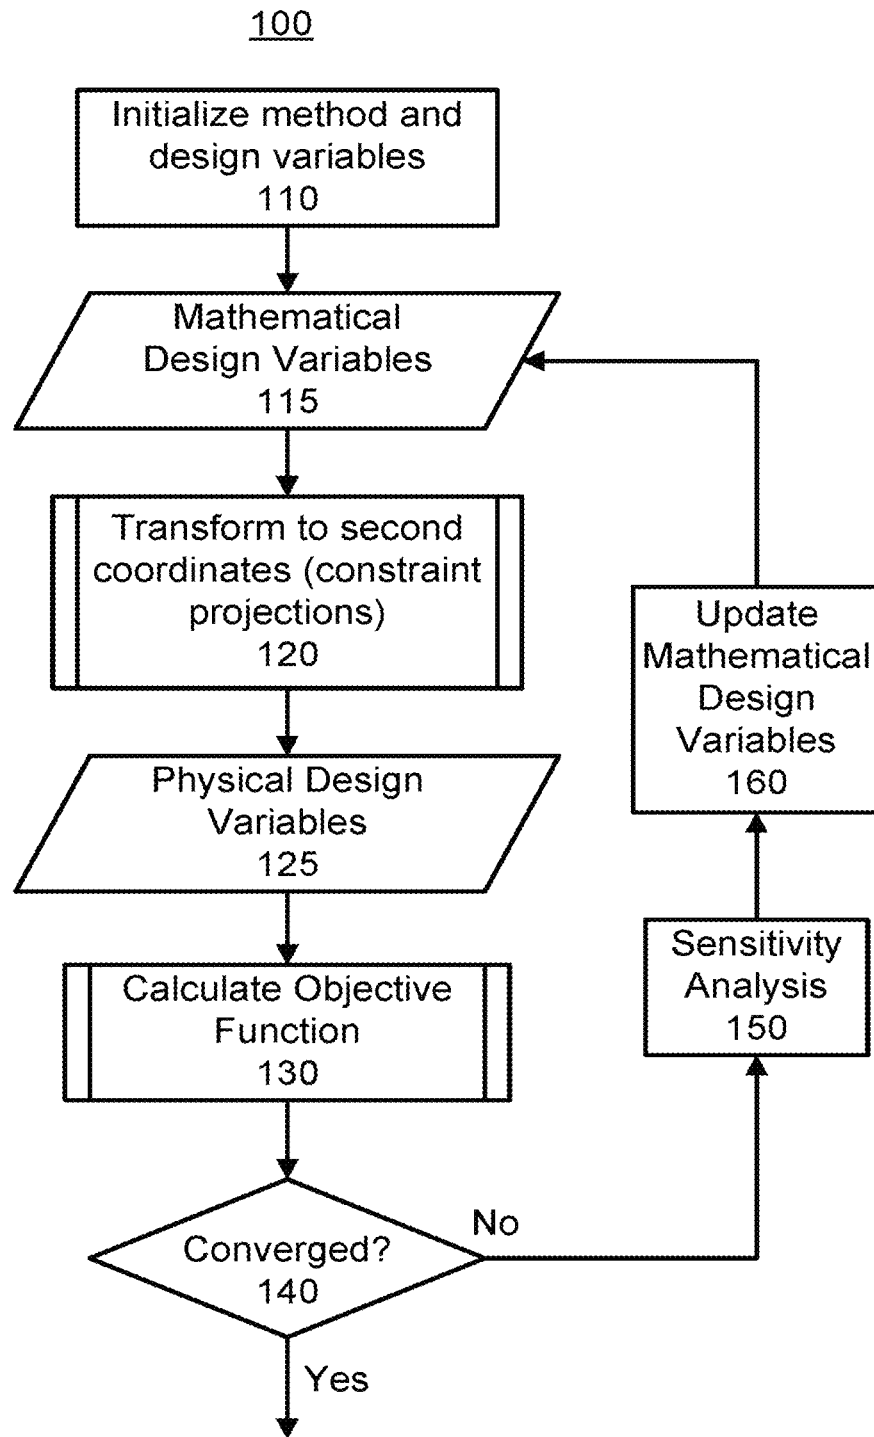 100
Initialize method and
design variables
110
Mathematical
Design Variables
115
Transform to second
coordinates (constraint
projections)
120
Physical Design
Variables
125
Calculate Objective
Function
130
Converged?
140
No
Yes
Sensitivity
Analysis
150
Update
Mathematical
Design
Variables
160